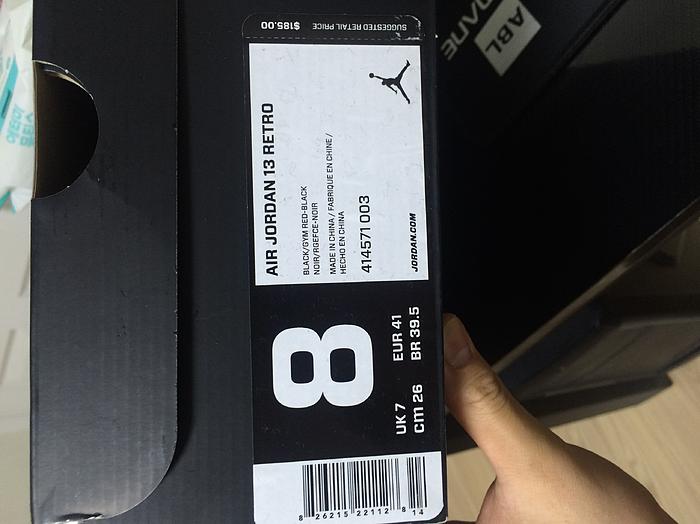 SUGGESTED RETAIL PRICE $185.00
AIR JORDAN 13 RETRO
BLACK/GYM RED-BLACK
NOIR/RGEFCE-NOIR
MADE IN CHINA / FABRIQUE EN CHINE /
HECHO EN CHINA
414571 003
JORDAN.COM
8
UK 7
EUR 41
cm 26
BR 39.5
8 26215 22112 8 14
ABL